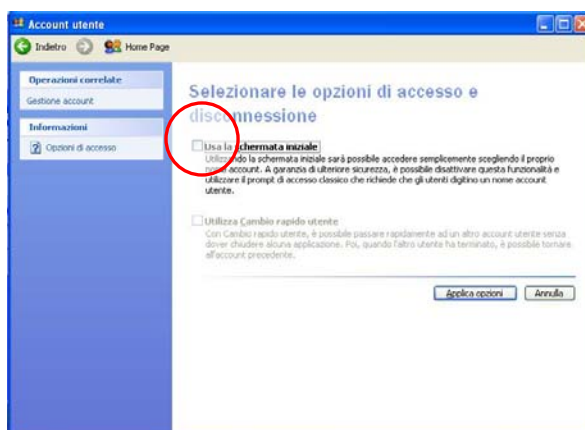 Account utente
Indietro
Home Page
Operazioni correlate
Gestione account
Informazioni
Opzioni di accesso
Selezionare le opzioni di accesso e
disconnessione
Usa la schermata iniziale
Utilizzando la schermata iniziale sarà possibile accedere semplicemente scegliendo il proprio
nome account. A garanzia di ulteriore sicurezza, è possibile disattivare questa funzionalità e
utilizzare il prompt di accesso classico che richiede che gli utenti digitino un nome account
utente.
Utilizza Cambio rapido utente
Con Cambio rapido utente, è possibile passare rapidamente ad un altro account utente senza
dover chiudere alcuna applicazione. Poi, quando l'altro utente ha terminato, è possibile tornare
all'account precedente.
Applica opzioni
Annulla